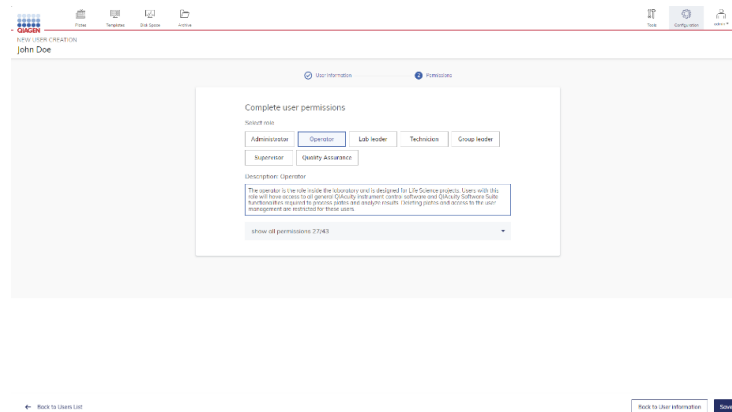 QIAGEN
Plates Templates Disk Space Archive Tools Configuration
NEW USER CREATION
John Doe
User Information 2 Permissions
Complete user permissions
Select role
Administrator Operator Lab leader Technician Group leader
Supervisor Quality Assurance
Description: Operator
The operator is the role inside the laboratory and is designed for Life Science projects. Users with this
role will have access to all general QIAcuity instrument control software and QIAcuity Software Suite
functionalities required to process plates and analyze results. Deleting plates and access to the user
management are restricted for these users.
show all permissions 27/43
Back to Users List Back to User Information Save